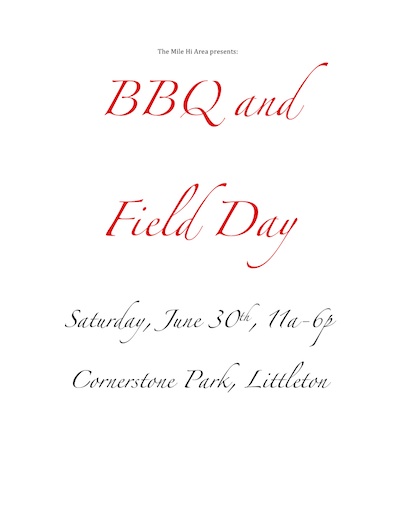 The Mile Hi Area presents:
BBQ and
Field Day
Saturday, June 30th, 11a-6p
Cornerstone Park, Littleton